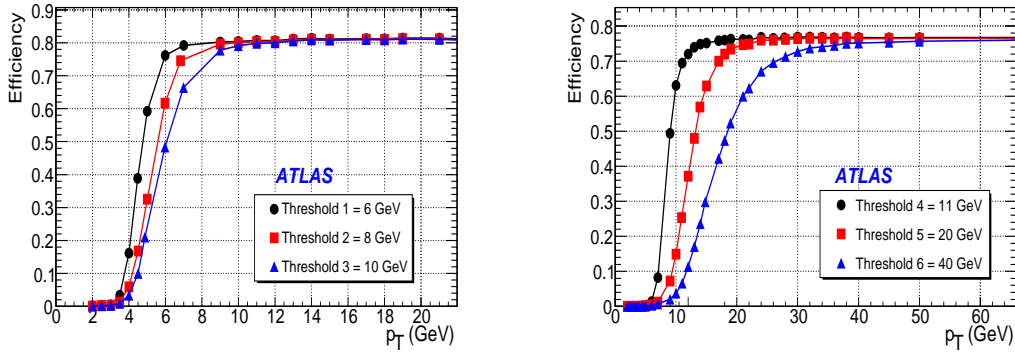 Efficiency
0.9
0.8
0.7
0.6
0.5
0.4
0.3
0.2
0.1
0
ATLAS
Threshold 1 = 6 GeV
Threshold 2 = 8 GeV
Threshold 3 = 10 GeV
0 2 4 6 8 10 12 14 16 18 20
pT (GeV)
Efficiency
0.8
0.7
0.6
0.5
0.4
0.3
0.2
0.1
0
ATLAS
Threshold 4 = 11 GeV
Threshold 5 = 20 GeV
Threshold 6 = 40 GeV
0 10 20 30 40 50 60
pT (GeV)